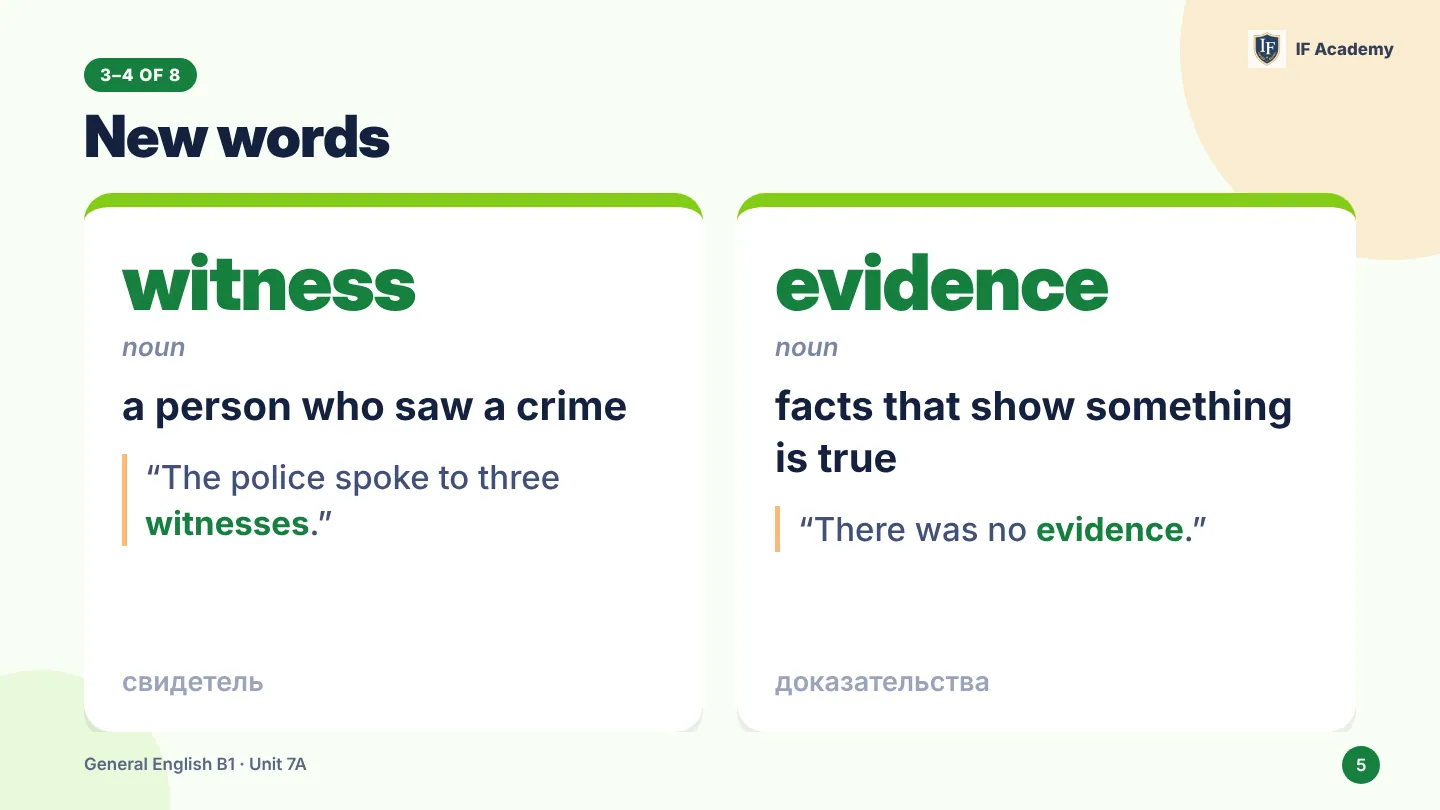 3–4 OF 8
IF
IF Academy
New words
witness
noun
a person who saw a crime
“The police spoke to three
witnesses.”
свидетель
evidence
noun
facts that show something
is true
“There was no evidence.”
доказательства
General English B1 · Unit 7A
5